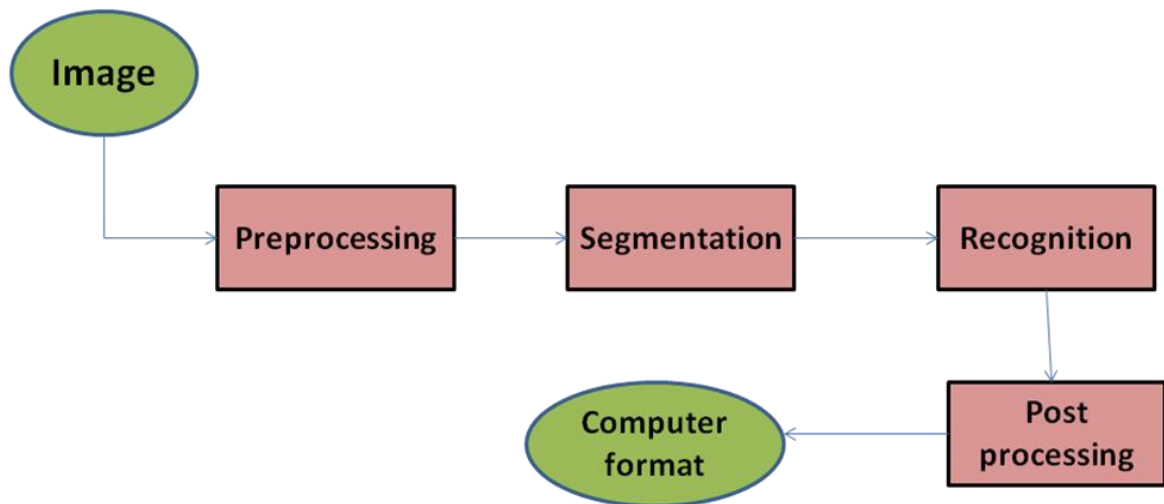 Image
Preprocessing
Segmentation
Recognition
Post
processing
Computer
format